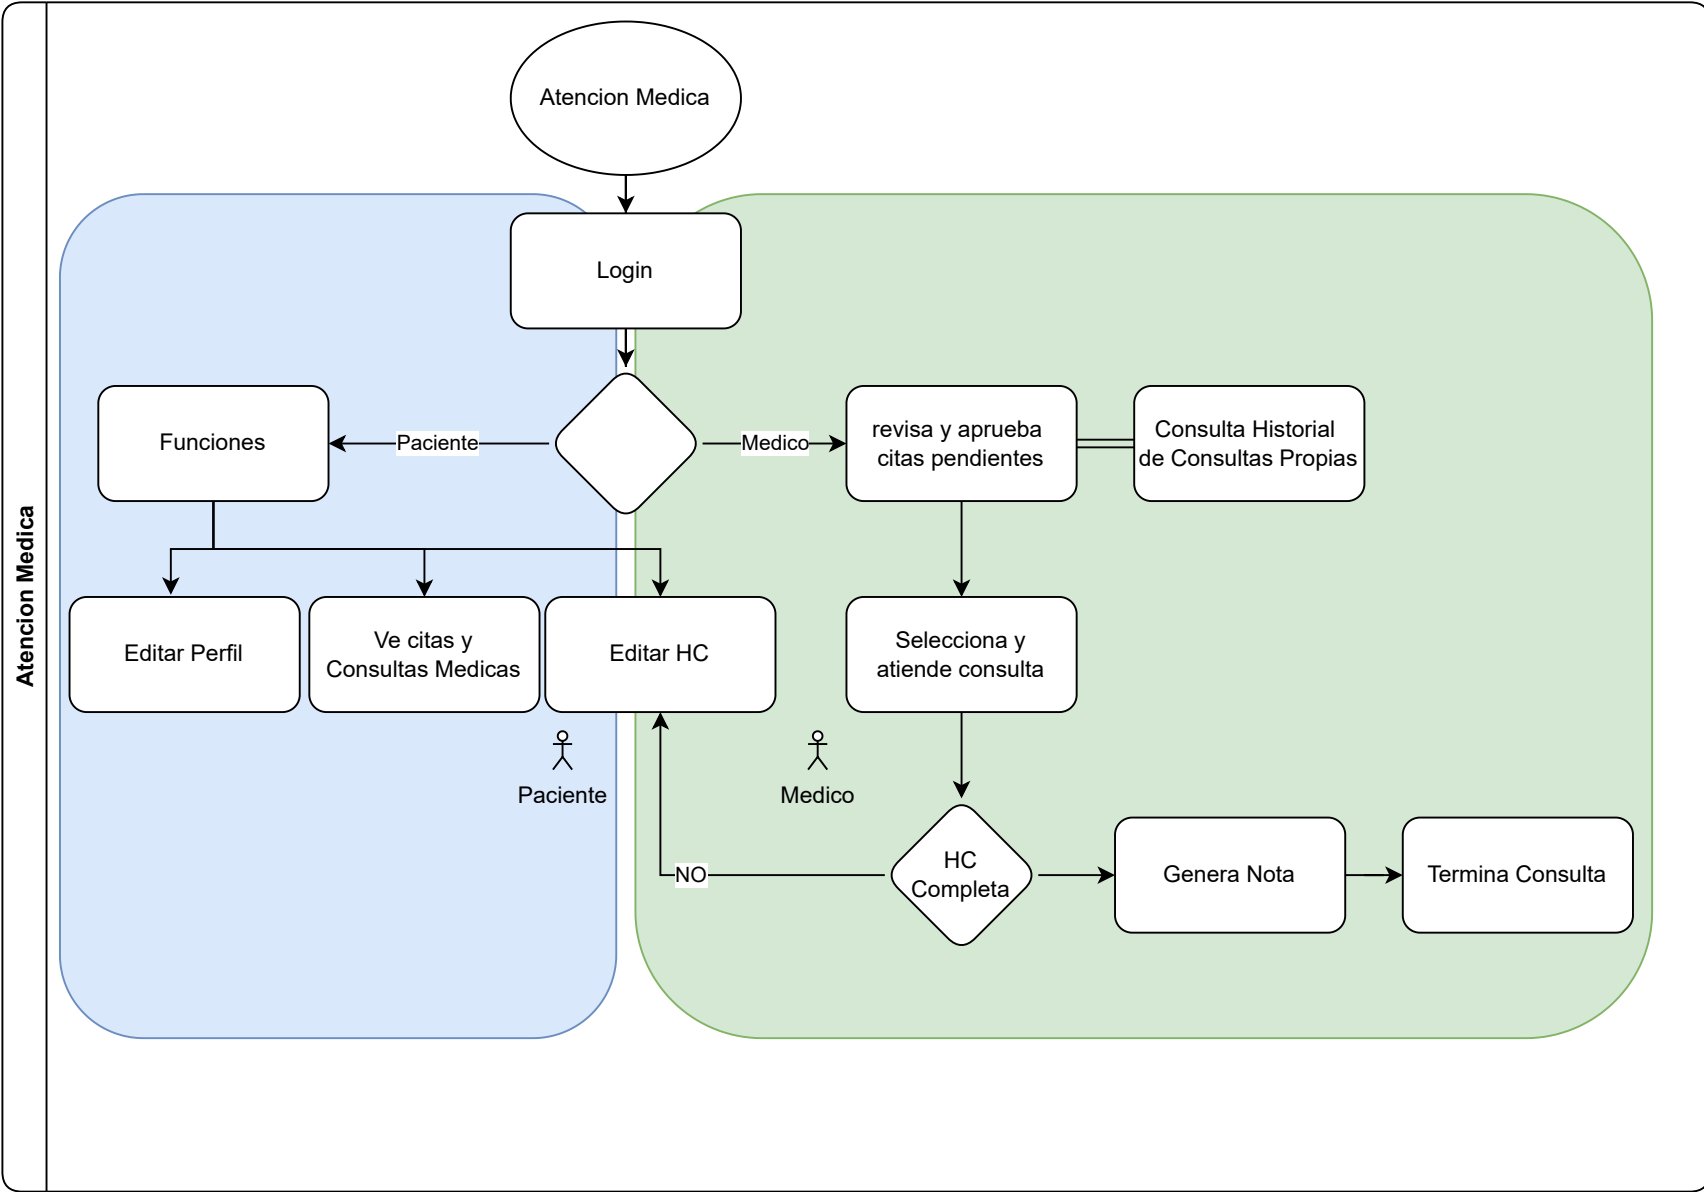 Atencion Medica
Atencion Medica
Login
Funciones
Paciente
Medico
revisa y aprueba
citas pendientes
Consulta Historial
de Consultas Propias
Editar Perfil
Ve citas y
Consultas Medicas
Editar HC
Selecciona y
atiende consulta
Paciente
Medico
NO
HC
Completa
Genera Nota
Termina Consulta